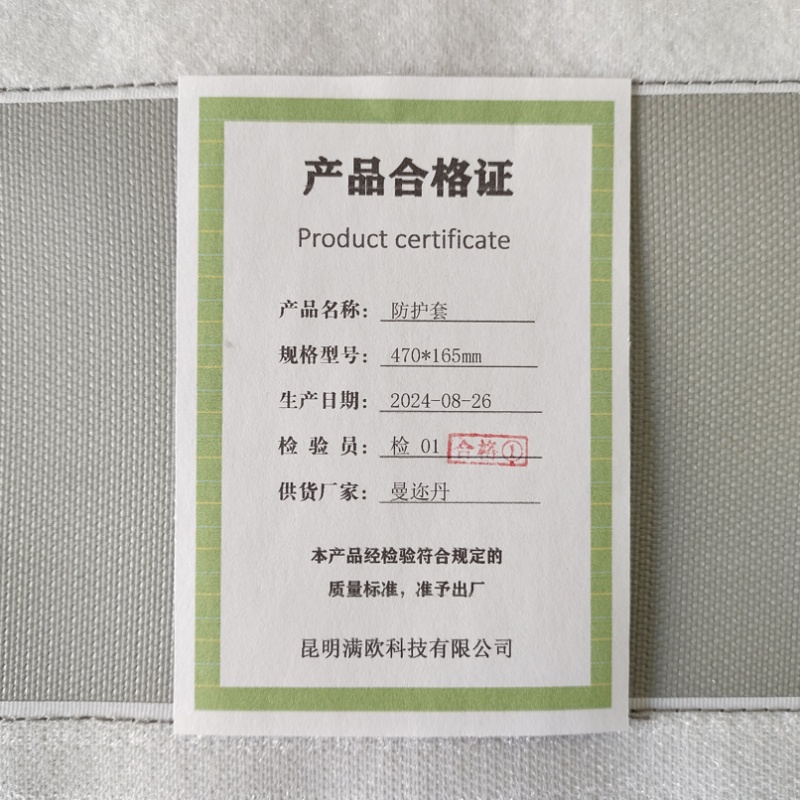 产品合格证
Product certificate
产品名称：防护套
规格型号：470*165mm
生产日期：2024-08-26
检 验 员：检 01 合格①
供货厂家：曼迩丹
本产品经检验符合规定的
质量标准，准予出厂
昆明满欧科技有限公司